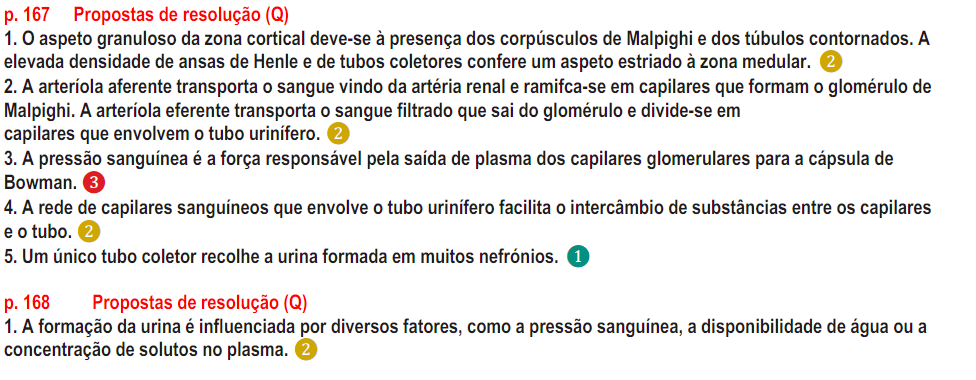 p. 167 Propostas de resolução (Q)
1. O aspeto granuloso da zona cortical deve-se à presença dos corpúsculos de Malpighi e dos túbulos contornados. A
elevada densidade de ansas de Henle e de tubos coletores confere um aspeto estriado à zona medular. 2
2. A arteríola aferente transporta o sangue vindo da artéria renal e ramifca-se em capilares que formam o glomérulo de
Malpighi. A arteríola eferente transporta o sangue filtrado que sai do glomérulo e divide-se em
capilares que envolvem o tubo urinífero. 2
3. A pressão sanguínea é a força responsável pela saída de plasma dos capilares glomerulares para a cápsula de
Bowman. 3
4. A rede de capilares sanguíneos que envolve o tubo urinífero facilita o intercâmbio de substâncias entre os capilares
e o tubo. 2
5. Um único tubo coletor recolhe a urina formada em muitos nefrónios. 1
p. 168 Propostas de resolução (Q)
1. A formação da urina é influenciada por diversos fatores, como a pressão sanguínea, a disponibilidade de água ou a
concentração de solutos no plasma. 2